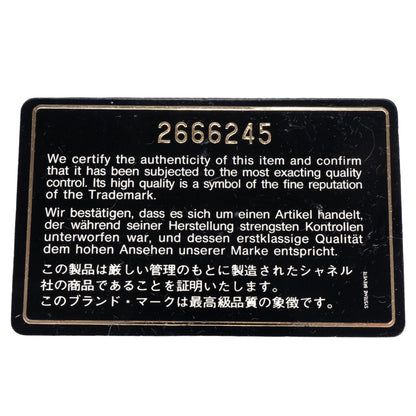 2666245
We certify the authenticity of this item and confirm
that it has been subjected to the most exacting quality
control. Its high quality is a symbol of the fine reputation
of the Trademark.
Wir bestätigen, dass es sich um einen Artikel handelt,
der während seiner Herstellung strengsten Kontrollen
unterworfen war, und dessen erstklassige Qualität
dem hohen Ansehen unserer Marke entspricht.
この製品は厳しい管理のもとに製造されたシャネル
社の商品であることを証明いたします。
このブランド・マークは最高級品質の象徴です。